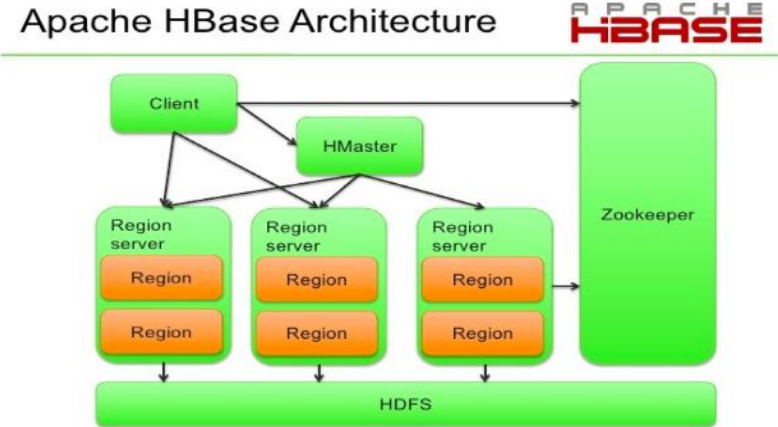 Apache HBase Architecture
APACHE
HBASE
Client
HMaster
Zookeeper
Region
server
Region
Region
Region
server
Region
Region
Region
server
Region
Region
HDFS